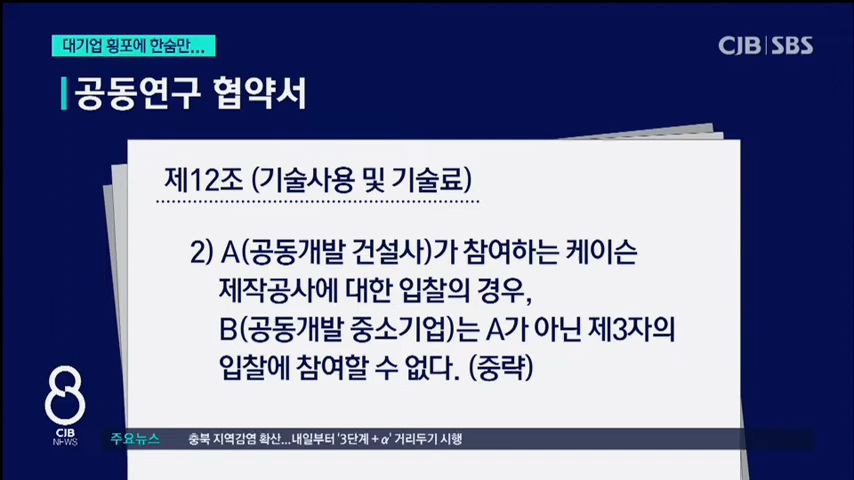 대기업 횡포에 한숨만...
CJB SBS
공동연구 협약서
제12조 (기술사용 및 기술료)
2) A(공동개발 건설사)가 참여하는 케이슨
제작공사에 대한 입찰의 경우,
B(공동개발 중소기업)는 A가 아닌 제3자의
입찰에 참여할 수 없다. (중략)
8
CJB
NEWS
주요뉴스 충북 지역감염 확산...내일부터 '3단계+α' 거리두기 시행